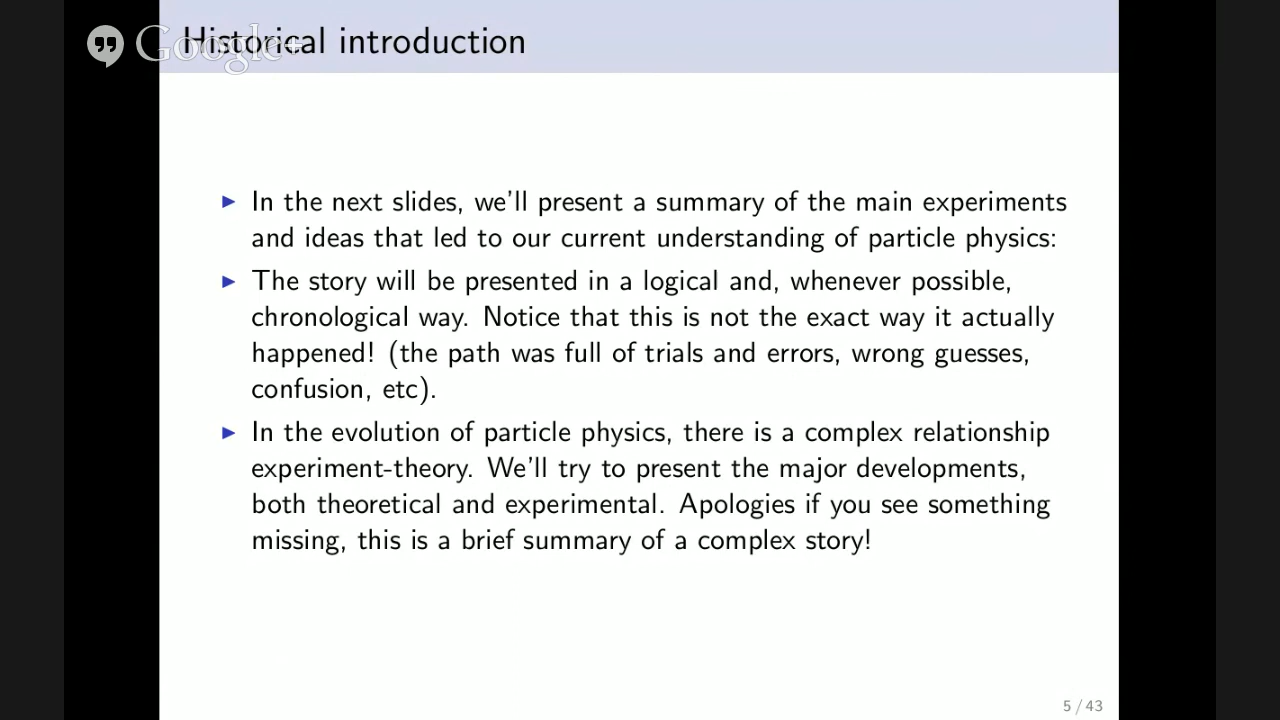 Historical introduction
Google+
In the next slides, we'll present a summary of the main experiments
and ideas that led to our current understanding of particle physics:
The story will be presented in a logical and, whenever possible,
chronological way. Notice that this is not the exact way it actually
happened! (the path was full of trials and errors, wrong guesses,
confusion, etc).
In the evolution of particle physics, there is a complex relationship
experiment-theory. We'll try to present the major developments,
both theoretical and experimental. Apologies if you see something
missing, this is a brief summary of a complex story!
5 / 43